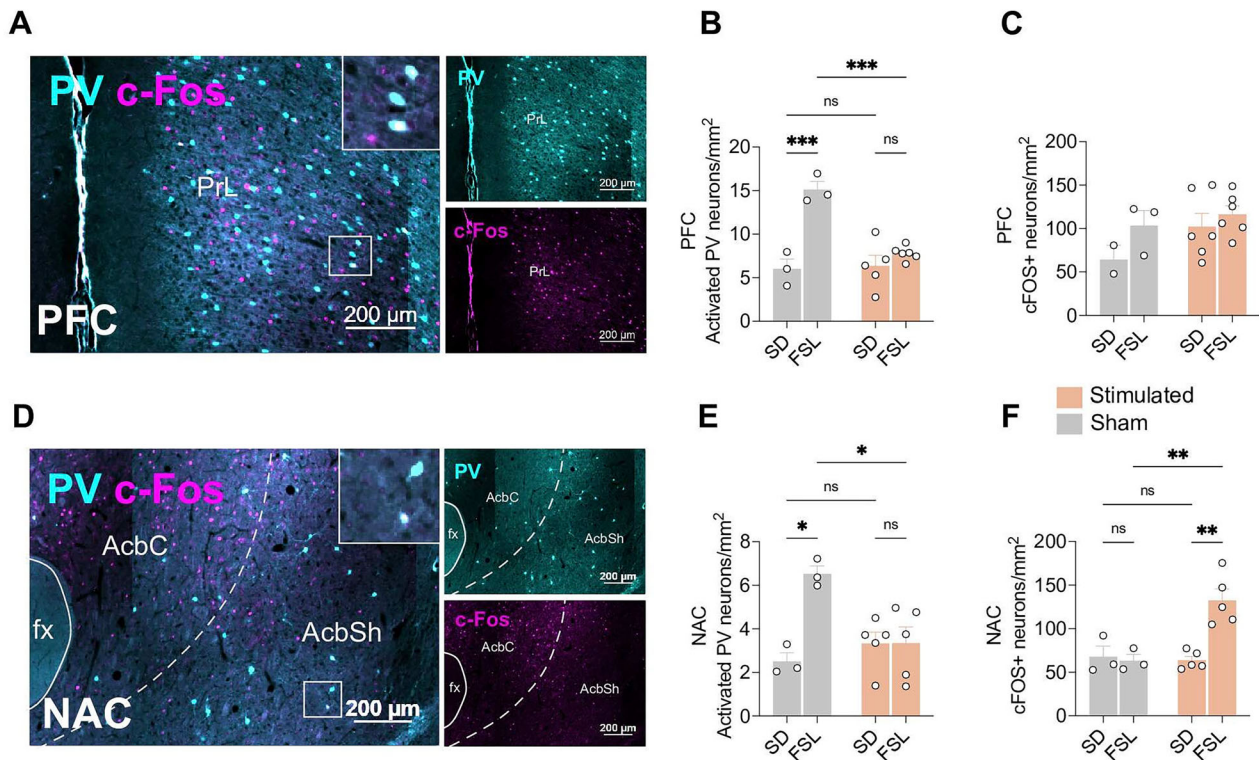 A
PV c-Fos
PrL
PFC
200 µm
PV
PrL
200 µm
c-Fos
PrL
200 µm
B
PFC
Activated PV neurons/mm²
20
15
10
5
0
***
ns
***
ns
SD
FSL
SD
FSL
C
PFC
cFOS+ neurons/mm²
200
150
100
50
0
SD
FSL
SD
FSL
Stimulated
Sham
D
PV c-Fos
AcbC
fx
AcbSh
NAC
200 µm
PV
AcbC
fx
AcbSh
200 µm
c-Fos
AcbC
fx
AcbSh
200 µm
E
NAC
Activated PV neurons/mm²
8
6
4
2
0
*
ns
*
ns
SD
FSL
SD
FSL
F
NAC
cFOS+ neurons/mm²
200
150
100
50
0
**
ns
ns
**
SD
FSL
SD
FSL